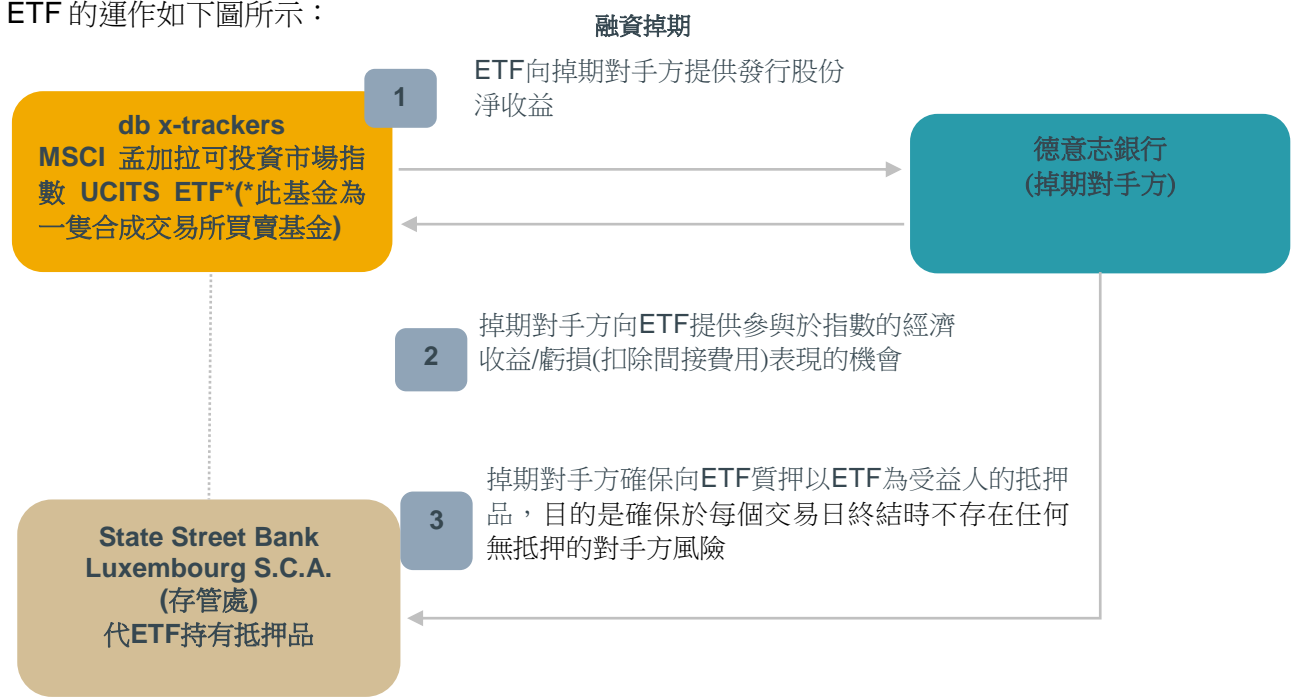 ETF 的運作如下圖所示：
融資掉期
1
ETF向掉期對手方提供發行股份
淨收益
db x-trackers
MSCI 孟加拉可投資市場指
數 UCITS ETF*(*此基金為
一隻合成交易所買賣基金)
德意志銀行
(掉期對手方)
2
掉期對手方向ETF提供參與於指數的經濟
收益/虧損(扣除間接費用)表現的機會
3
掉期對手方確保向ETF質押以ETF為受益人的抵押
品，目的是確保於每個交易日終結時不存在任何
無抵押的對手方風險
State Street Bank
Luxembourg S.C.A.
(存管處)
代ETF持有抵押品